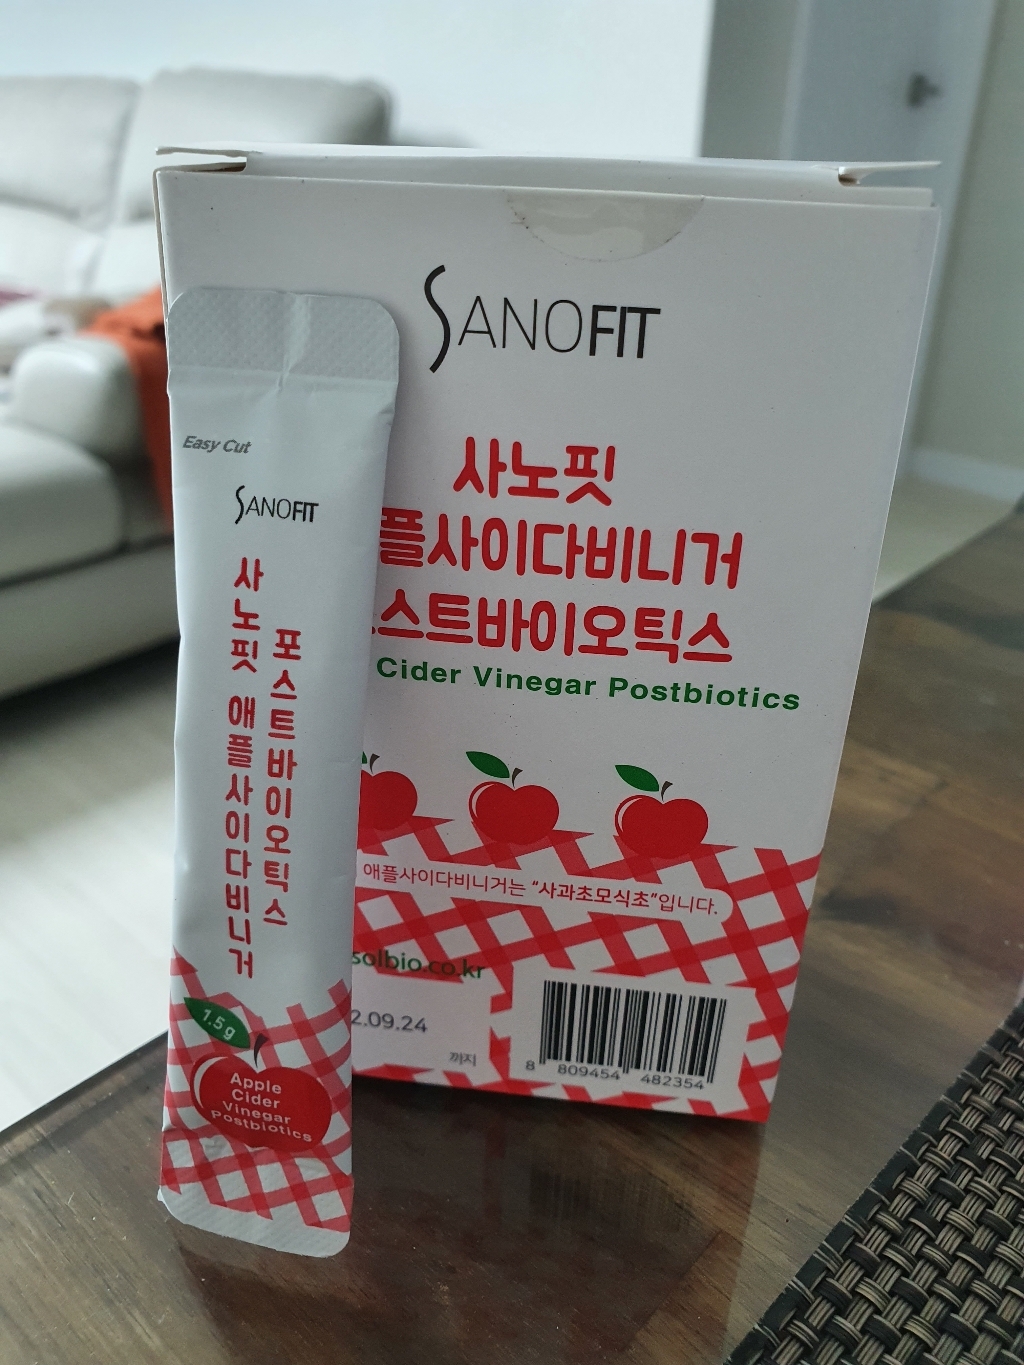 SANOFIT
사노핏
플사이다비니거
스트바이오틱스
Cider Vinegar Postbiotics
애플사이다비니거는 “사과초모식초”입니다.
solbio.co.kr
2.09.24
까지
8 809454 482354
Easy Cut
SANOFIT
사노핏 애플사이다비니거
포스트바이오틱스
1.5g
Apple
Cider
Vinegar
Postbiotics